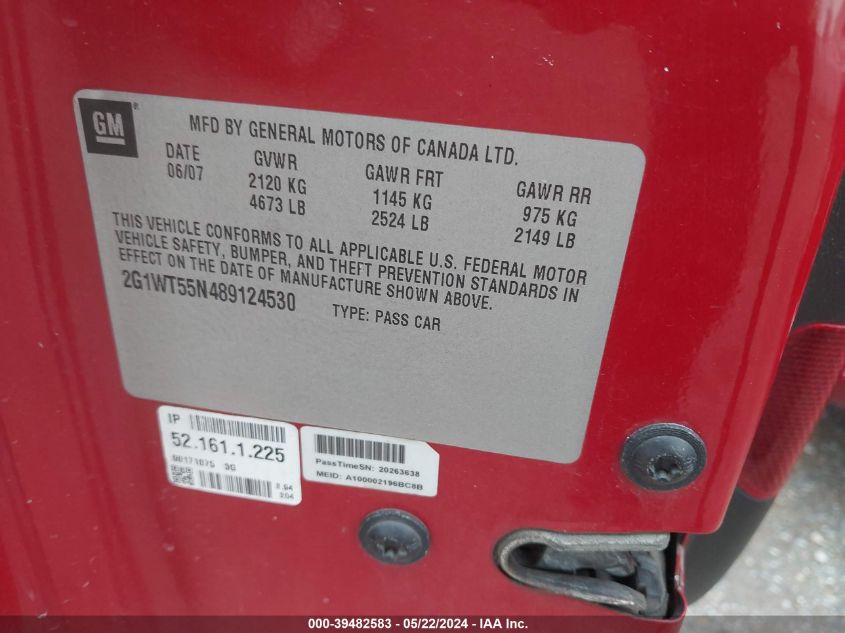 GM
MFD BY GENERAL MOTORS OF CANADA LTD.
DATE GVWR GAWR FRT GAWR RR
06/07 2120 KG 1145 KG 975 KG
4673 LB 2524 LB 2149 LB
THIS VEHICLE CONFORMS TO ALL APPLICABLE U.S. FEDERAL MOTOR
VEHICLE SAFETY, BUMPER, AND THEFT PREVENTION STANDARDS IN
EFFECT ON THE DATE OF MANUFACTURE SHOWN ABOVE.
2G1WT55N489124530 TYPE: PASS CAR
IP
52.161.1.225
3G
PassTimeSN: 20263638
MEID: A100002196BC8B
000-39482583 - 05/22/2024 - IAA Inc.